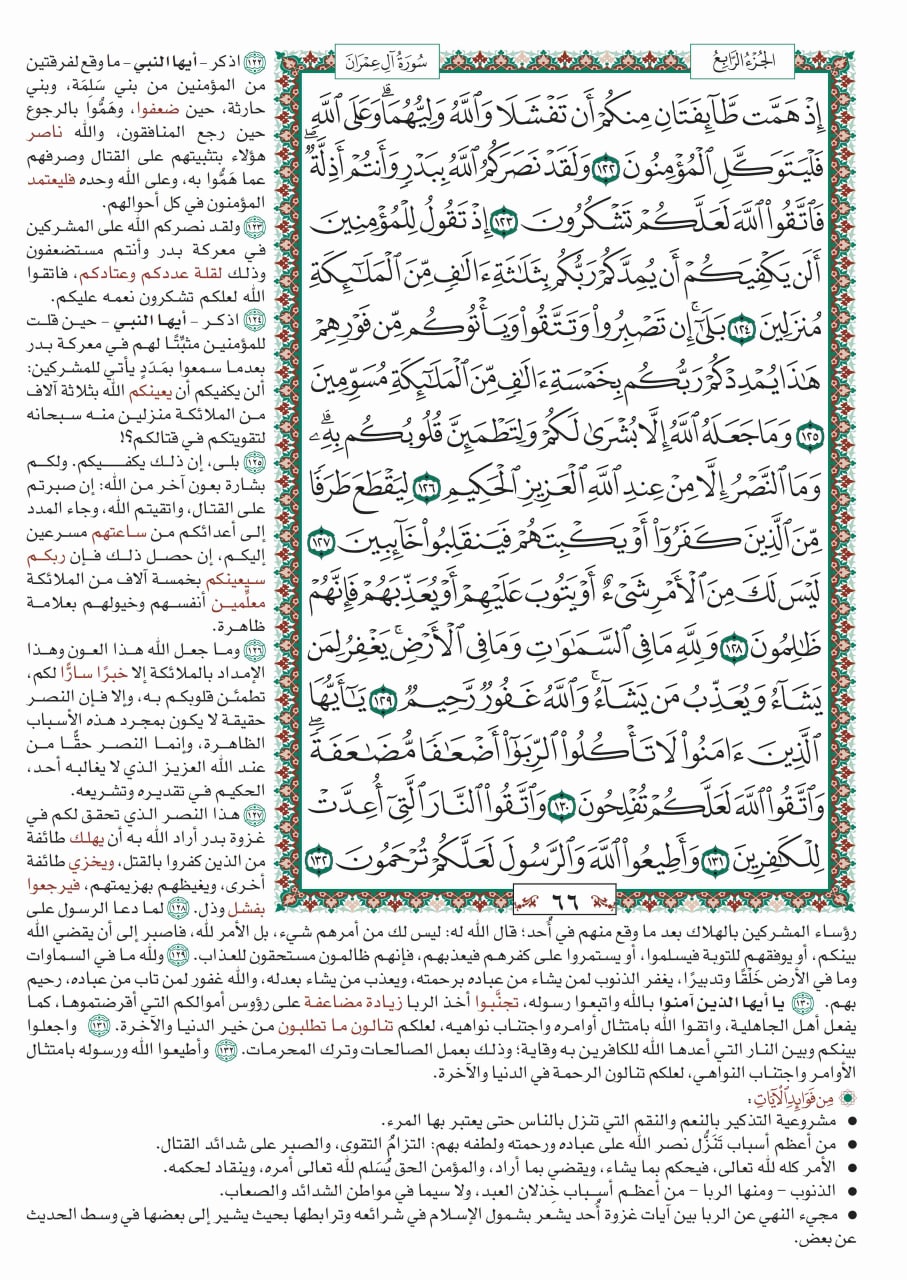 الجُزْءُ الرَّابِعُ
سُورَةُ آلِ عِمْرَانَ
إِذْ هَمَّت طَّآئِفَتَانِ مِنكُمْ أَن تَفْشَلَا وَٱللَّهُ وَلِيُّهُمَاۗ وَعَلَى ٱللَّهِ
فَلْيَتَوَكَّلِ ٱلْمُؤْمِنُونَ ١٢٢ وَلَقَدْ نَصَرَكُمُ ٱللَّهُ بِبَدْرٍ وَأَنتُمْ أَذِلَّةٌۖ
فَٱتَّقُوا۟ ٱللَّهَ لَعَلَّكُمْ تَشْكُرُونَ ١٢٣ إِذْ تَقُولُ لِلْمُؤْمِنِينَ
أَلَن يَكْفِيَكُمْ أَن يُمِدَّكُمْ رَبُّكُم بِثَلَٰثَةِ ءَالَٰفٍ مِّنَ ٱلْمَلَٰٓئِكَةِ
مُنزَلِينَ ١٢٤ بَلَىٰٓۚ إِن تَصْبِرُوا۟ وَتَتَّقُوا۟ وَيَأْتُوكُم مِّن فَوْرِهِمْ
هَٰذَا يُمْدِدْكُمْ رَبُّكُم بِخَمْسَةِ ءَالَٰفٍ مِّنَ ٱلْمَلَٰٓئِكَةِ مُسَوِّمِينَ
١٢٥ وَمَا جَعَلَهُ ٱللَّهُ إِلَّا بُشْرَىٰ لَكُمْ وَلِتَطْمَئِنَّ قُلُوبُكُم بِهِۦۗ
وَمَا ٱلنَّصْرُ إِلَّا مِنْ عِندِ ٱللَّهِ ٱلْعَزِيزِ ٱلْحَكِيمِ ١٢٦ لِيَقْطَعَ طَرَفًا
مِّنَ ٱلَّذِينَ كَفَرُوٓا۟ أَوْ يَكْبِتَهُمْ فَيَنقَلِبُوا۟ خَآئِبِينَ ١٢٧
لَيْسَ لَكَ مِنَ ٱلْأَمْرِ شَىْءٌ أَوْ يَتُوبَ عَلَيْهِمْ أَوْ يُعَذِّبَهُمْ فَإِنَّهُمْ
ظَٰلِمُونَ ١٢٨ وَلِلَّهِ مَا فِى ٱلسَّمَٰوَٰتِ وَمَا فِى ٱلْأَرْضِۚ يَغْفِرُ لِمَن
يَشَآءُ وَيُعَذِّبُ مَن يَشَآءُۚ وَٱللَّهُ غَفُورٌ رَّحِيمٌ ١٢٩ يَٰٓأَيُّهَا
ٱلَّذِينَ ءَامَنُوا۟ لَا تَأْكُلُوا۟ ٱلرِّبَوٰٓا۟ أَضْعَٰفًا مُّضَٰعَفَةًۖ
وَٱتَّقُوا۟ ٱللَّهَ لَعَلَّكُمْ تُفْلِحُونَ ١٣٠ وَٱتَّقُوا۟ ٱلنَّارَ ٱلَّتِىٓ أُعِدَّتْ
لِلْكَٰفِرِينَ ١٣١ وَأَطِيعُوا۟ ٱللَّهَ وَٱلرَّسُولَ لَعَلَّكُمْ تُرْحَمُونَ ١٣٢
٦٦
١٢٢ اذكر - أيها النبي - ما وقع لفرقتين
من المؤمنين من بني سَلِمَة، وبني
حارثة، حين ضعفوا، وهَمُّوا بالرجوع
حين رجع المنافقون، والله ناصر
هؤلاء بتثبيتهم على القتال وصرفهم
عما هَمُّوا به، وعلى الله وحده فليعتمد
المؤمنون في كل أحوالهم.
١٢٣ ولقد نصركم الله على المشركين
في معركة بدر وأنتم مستضعفون
وذلك لقلة عددكم وعتادكم، فاتقوا
الله لعلكم تشكرون نعمه عليكم.
١٢٤ اذكر - أيها النبي - حين قلت
للمؤمنين مثبِّتًا لهم في معركة بدر
بعدما سمعوا بمَدَدٍ يأتي للمشركين:
ألن يكفيكم أن يعينكم الله بثلاثة آلاف
من الملائكة منزلين منه سبحانه
لتقويتكم في قتالكم؟!
١٢٥ بلى، إن ذلك يكفيكم. ولكم
بشارة بعون آخر من الله: إن صبرتم
على القتال، واتقيتم الله، وجاء المدد
إلى أعدائكم من ساعتهم مسرعين
إليكم، إن حصل ذلك فإن ربكم
سيعينكم بخمسة آلاف من الملائكة
معلِّمين أنفسهم وخيولهم بعلامة
ظاهرة.
١٢٦ وما جعل الله هذا العون وهذا
الإمداد بالملائكة إلا خبرًا سارًّا لكم،
تطمئن قلوبكم به، وإلا فإن النصر
حقيقة لا يكون بمجرد هذه الأسباب
الظاهرة، وإنما النصر حقًّا من
عند الله العزيز الذي لا يغالبه أحد،
الحكيم في تقديره وتشريعه.
١٢٧ هذا النصر الذي تحقق لكم في
غزوة بدر أراد الله به أن يهلك طائفة
من الذين كفروا بالقتل، ويخزي طائفة
أخرى، ويغيظهم بهزيمتهم، فيرجعوا
بفشل وذل. ١٢٨ لما دعا الرسول على
رؤساء المشركين بالهلاك بعد ما وقع منهم في أُحد؛ قال الله له: ليس لك من أمرهم شيء، بل الأمر لله، فاصبر إلى أن يقضي الله
بينكم، أو يوفقهم للتوبة فيسلموا، أو يستمروا على كفرهم فيعذبهم، فإنهم ظالمون مستحقون للعذاب. ١٢٩ ولله ما في السماوات
وما في الأرض خَلْقًا وتدبيرًا، يغفر الذنوب لمن يشاء من عباده برحمته، ويعذب من يشاء بعدله، والله غفور لمن تاب من عباده، رحيم
بهم. ١٣٠ يا أيها الذين آمنوا بالله واتبعوا رسوله، تجنَّبوا أخذ الربا زيادة مضاعفة على رؤوس أموالكم التي أقرضتموها، كما
يفعل أهل الجاهلية، واتقوا الله بامتثال أوامره واجتناب نواهيه، لعلكم تنالون ما تطلبون من خير الدنيا والآخرة. ١٣١ واجعلوا
بينكم وبين النار التي أعدها الله للكافرين به وقاية؛ وذلك بعمل الصالحات وترك المحرمات. ١٣٢ وأطيعوا الله ورسوله بامتثال
الأوامر واجتناب النواهي، لعلكم تنالون الرحمة في الدنيا والآخرة.
مِن فَوَائِدِ الْآيَاتِ:
• مشروعية التذكير بالنعم والنقم التي تنزل بالناس حتى يعتبر بها المرء.
• من أعظم أسباب تَنَزُّل نصر الله على عباده ورحمته ولطفه بهم: التزامُ التقوى، والصبر على شدائد القتال.
• الأمر كله لله تعالى، فيحكم بما يشاء، ويقضي بما أراد، والمؤمن الحق يُسَلم لله تعالى أمره، وينقاد لحكمه.
• الذنوب - ومنها الربا - من أعظم أسباب خِذلان العبد، ولا سيما في مواطن الشدائد والصعاب.
• مجيء النهي عن الربا بين آيات غزوة أُحد يشعر بشمول الإسلام في شرائعه وترابطها بحيث يشير إلى بعضها في وسط الحديث
عن بعض.